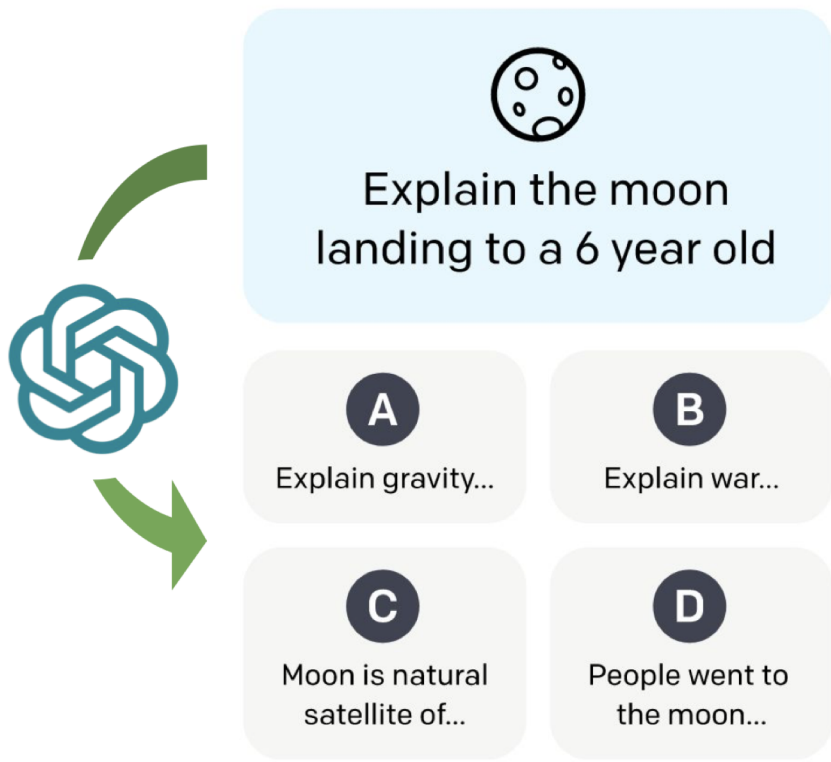 Explain the moon
landing to a 6 year old
A
B
Explain gravity...
Explain war...
C
D
Moon is natural
satellite of...
People went to
the moon...